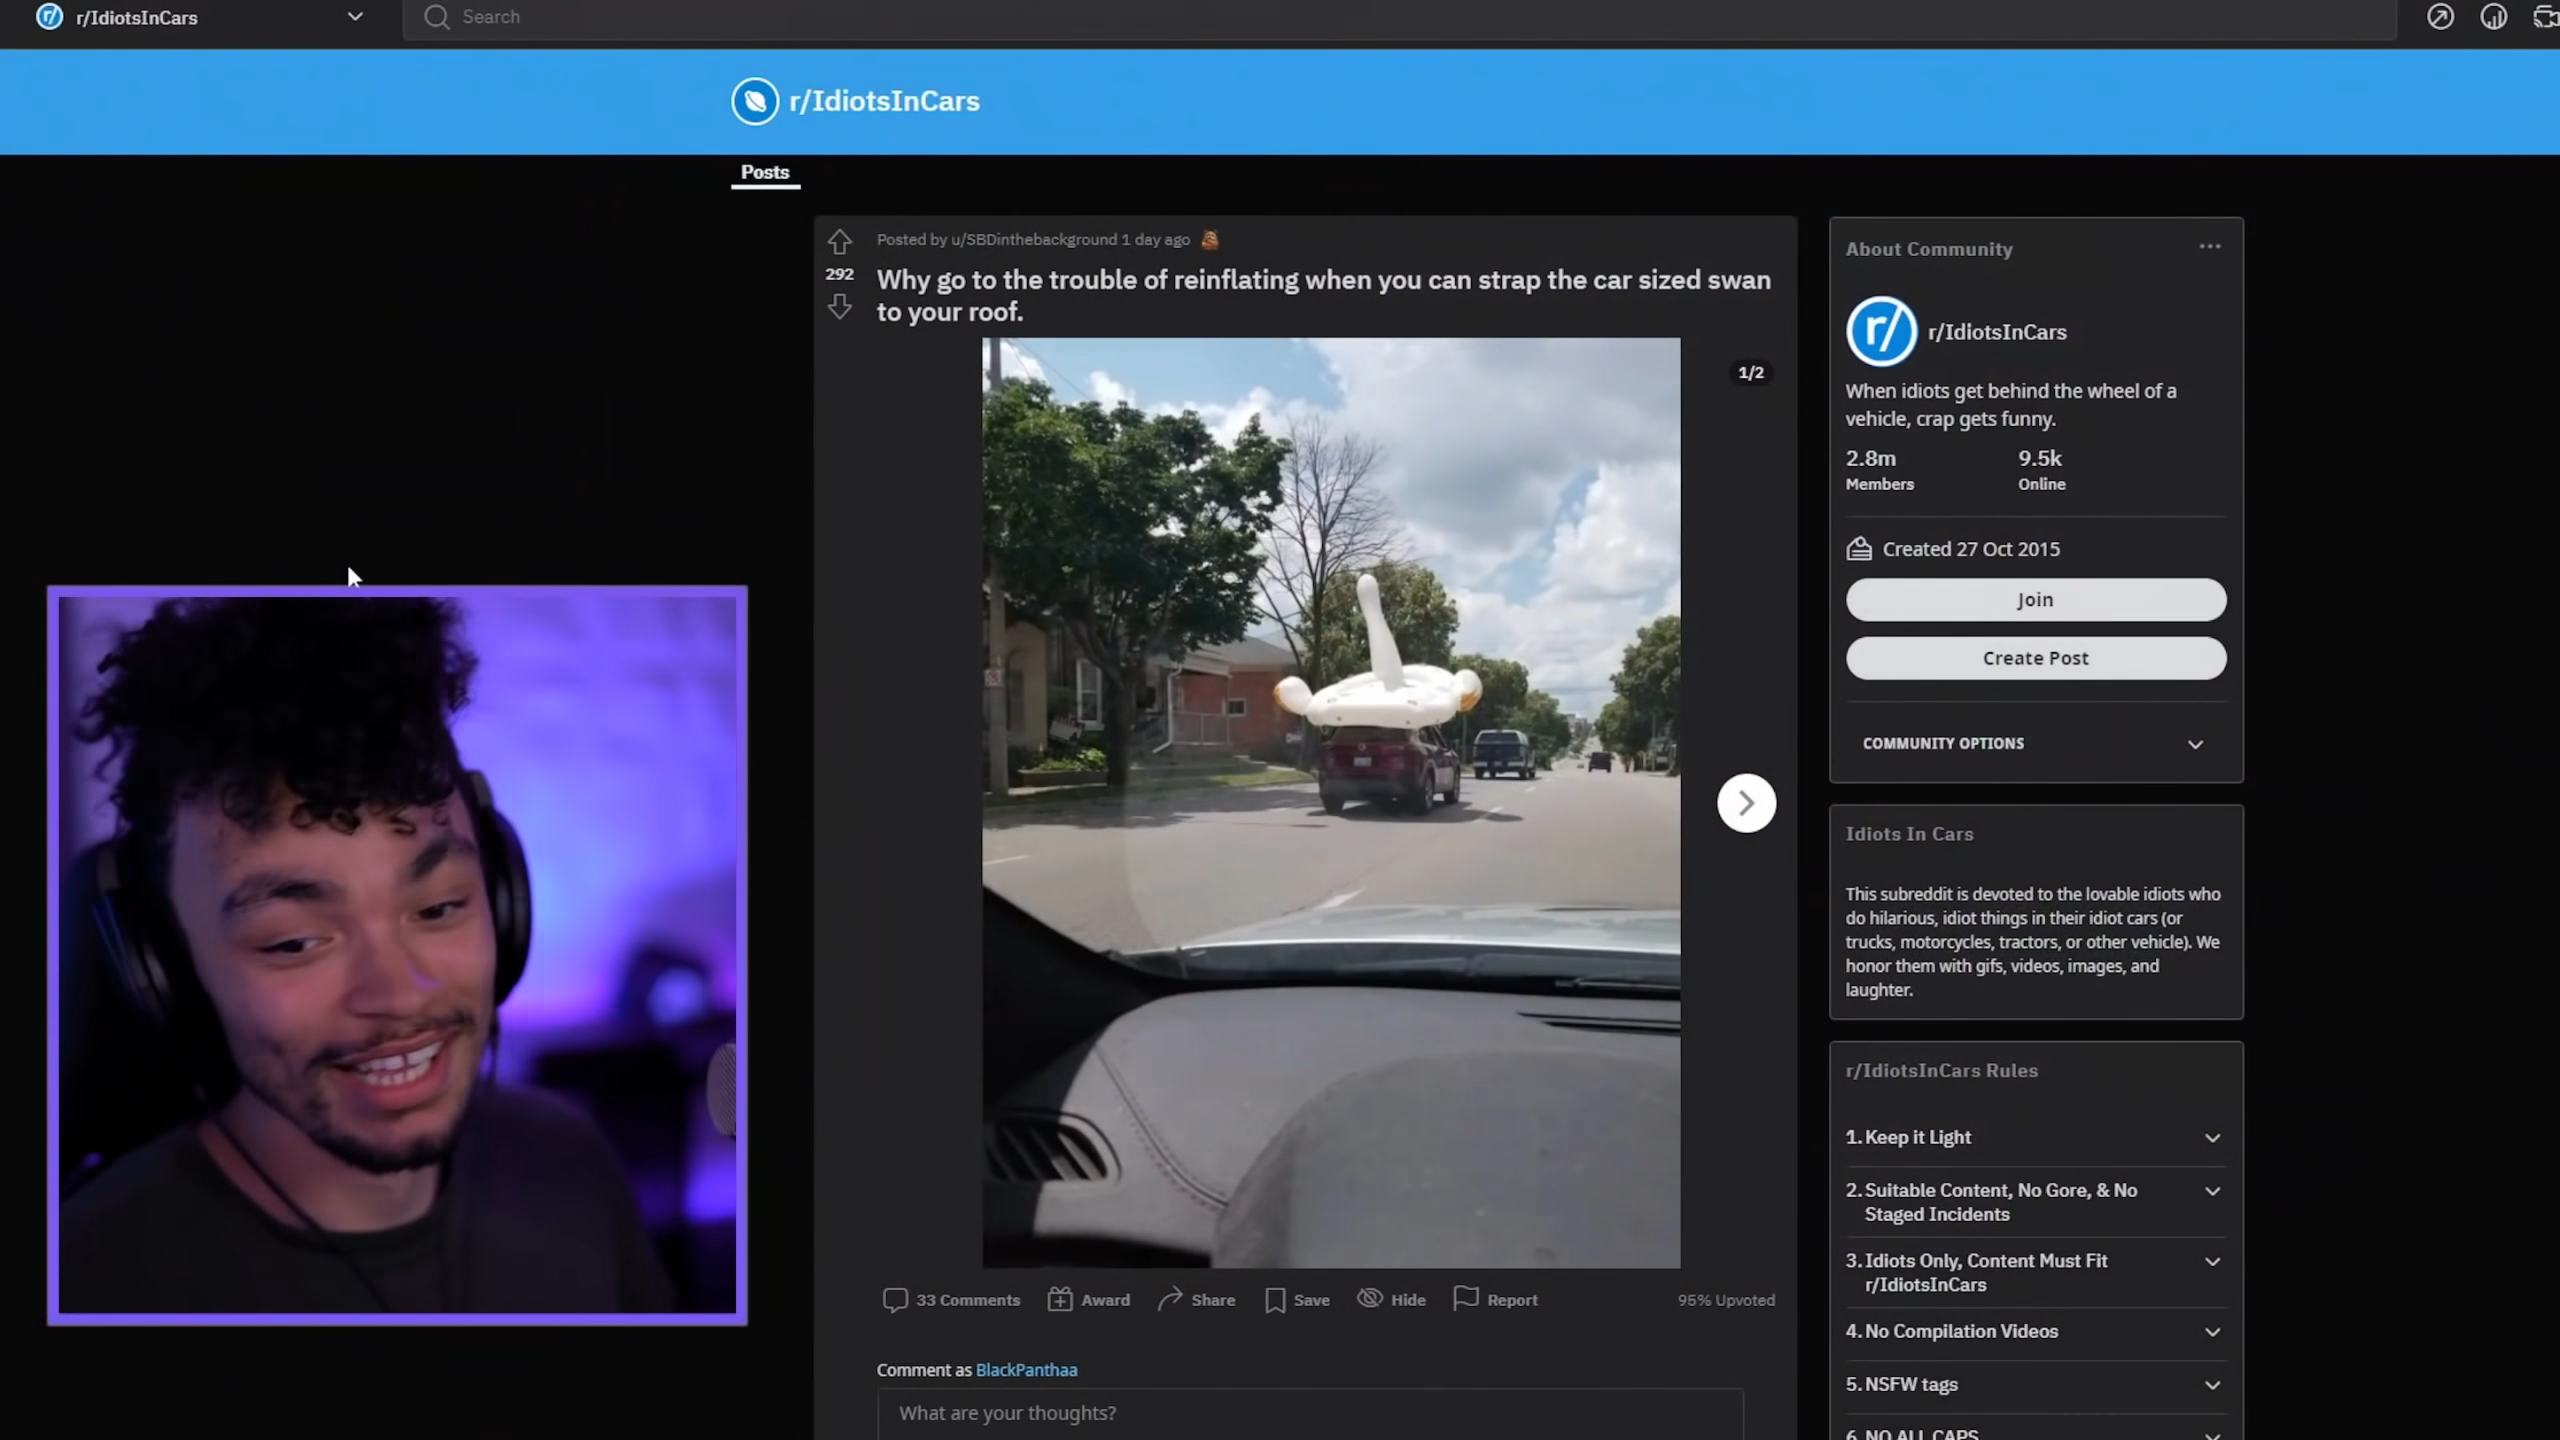 r/IdiotsInCars
Search
r/IdiotsInCars
Posts
Posted by u/SBDinthebackground 1 day ago
292
Why go to the trouble of reinflating when you can strap the car sized swan
to your roof.
1/2
33 Comments
Award
Share
Save
Hide
Report
95% Upvoted
Comment as BlackPanthaa
What are your thoughts?
About Community
r/
r/IdiotsInCars
When idiots get behind the wheel of a
vehicle, crap gets funny.
2.8m
9.5k
Members
Online
Created 27 Oct 2015
Join
Create Post
COMMUNITY OPTIONS
Idiots In Cars
This subreddit is devoted to the lovable idiots who
do hilarious, idiot things in their idiot cars (or
trucks, motorcycles, tractors, or other vehicle). We
honor them with gifs, videos, images, and
laughter.
r/IdiotsInCars Rules
1. Keep it Light
2. Suitable Content, No Gore, & No
Staged Incidents
3. Idiots Only, Content Must Fit
r/IdiotsInCars
4. No Compilation Videos
5. NSFW tags
6. NO ALL CAPS